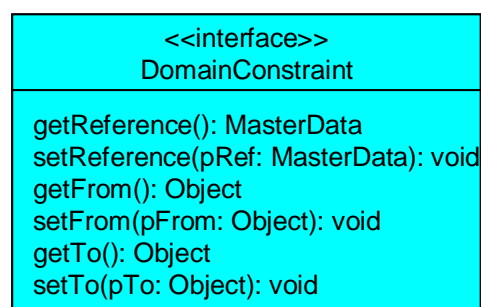 <<interface>>
DomainConstraint
getReference(): MasterData
setReference(pRef: MasterData): void
getFrom(): Object
setFrom(pFrom: Object): void
getTo(): Object
setTo(pTo: Object): void